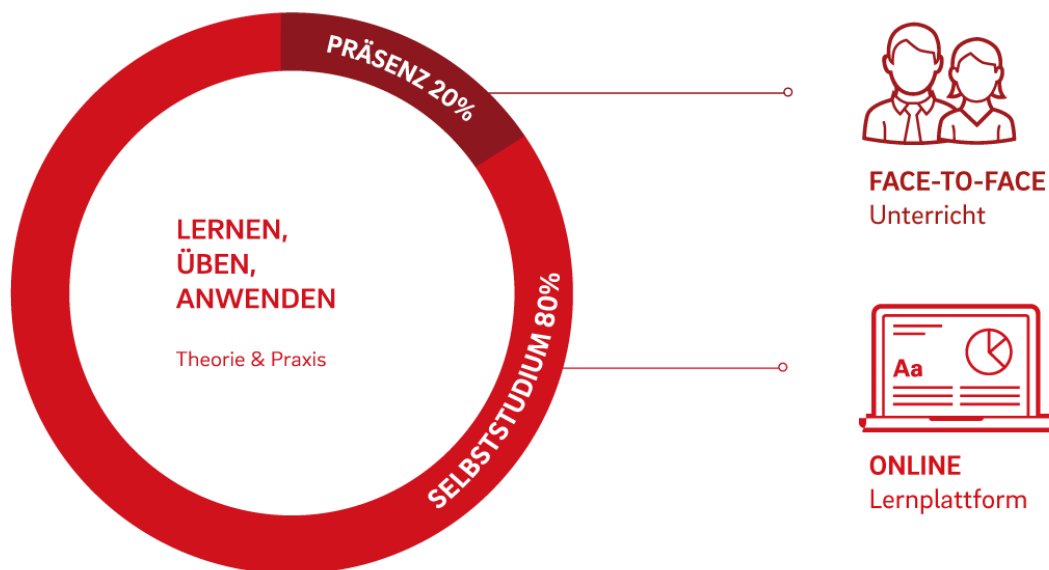 PRÄSENZ 20%
LERNEN,
ÜBEN,
ANWENDEN
Theorie & Praxis
SELBSTSTUDIUM 80%
FACE-TO-FACE
Unterricht
Aa
ONLINE
Lernplattform